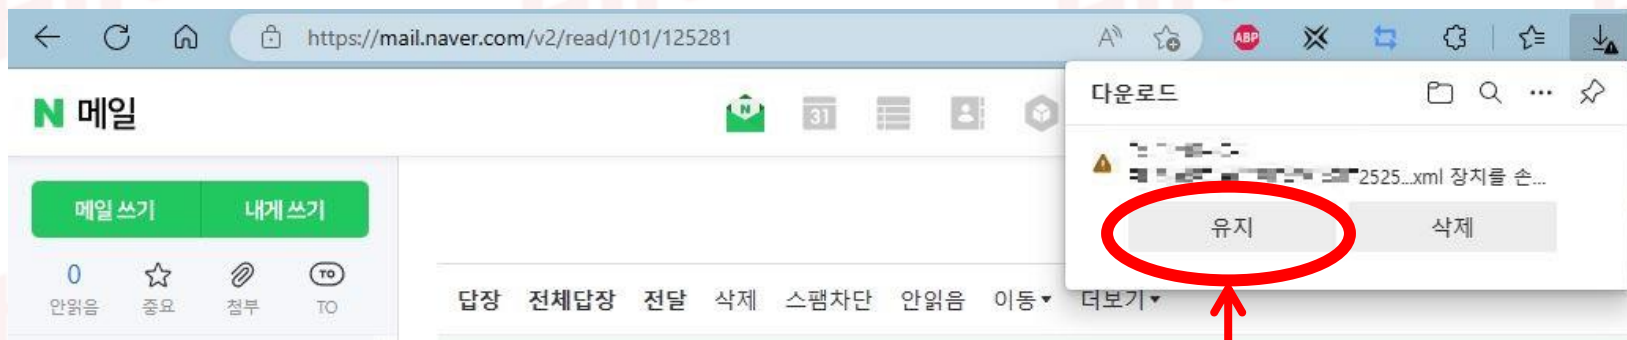 https://mail.naver.com/v2/read/101/125281
ABP
N 메일
N
31
다운로드
2525...xml 장치를 손...
유지
삭제
메일 쓰기
내게 쓰기
0
TO
안읽음
중요
첨부
TO
답장 전체답장 전달 삭제 스팸차단 안읽음 이동▾ 더보기▾